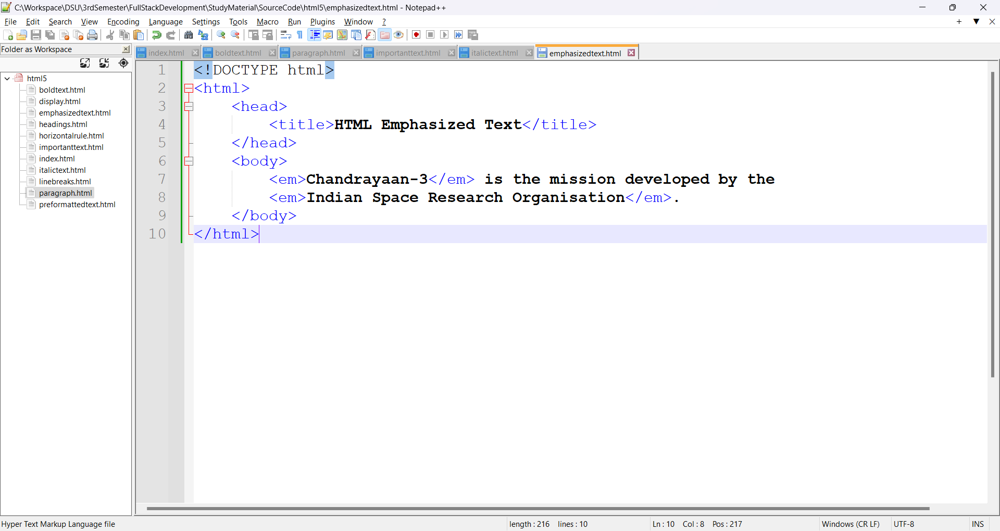 C:\Workspace\DSU\3rdSemester\FullStackDevelopment\StudyMaterial\SourceCode\html5\emphasizedtext.html - Notepad++
File Edit Search View Encoding Language Settings Tools Macro Run Plugins Window ?
Folder as Workspace
index.html boldtext.html paragraph.html importanttext.html italictext.html emphasizedtext.html
html5
boldtext.html
display.html
emphasizedtext.html
headings.html
horizontalrule.html
importanttext.html
index.html
italictext.html
linebreaks.html
paragraph.html
preformattedtext.html
1 <!DOCTYPE html>
2 <html>
3 <head>
4 <title>HTML Emphasized Text</title>
5 </head>
6 <body>
7 <em>Chandrayaan-3</em> is the mission developed by the
8 <em>Indian Space Research Organisation</em>.
9 </body>
10 </html>
Hyper Text Markup Language file length : 216 lines : 10 Ln : 10 Col : 8 Pos : 217 Windows (CR LF) UTF-8 INS